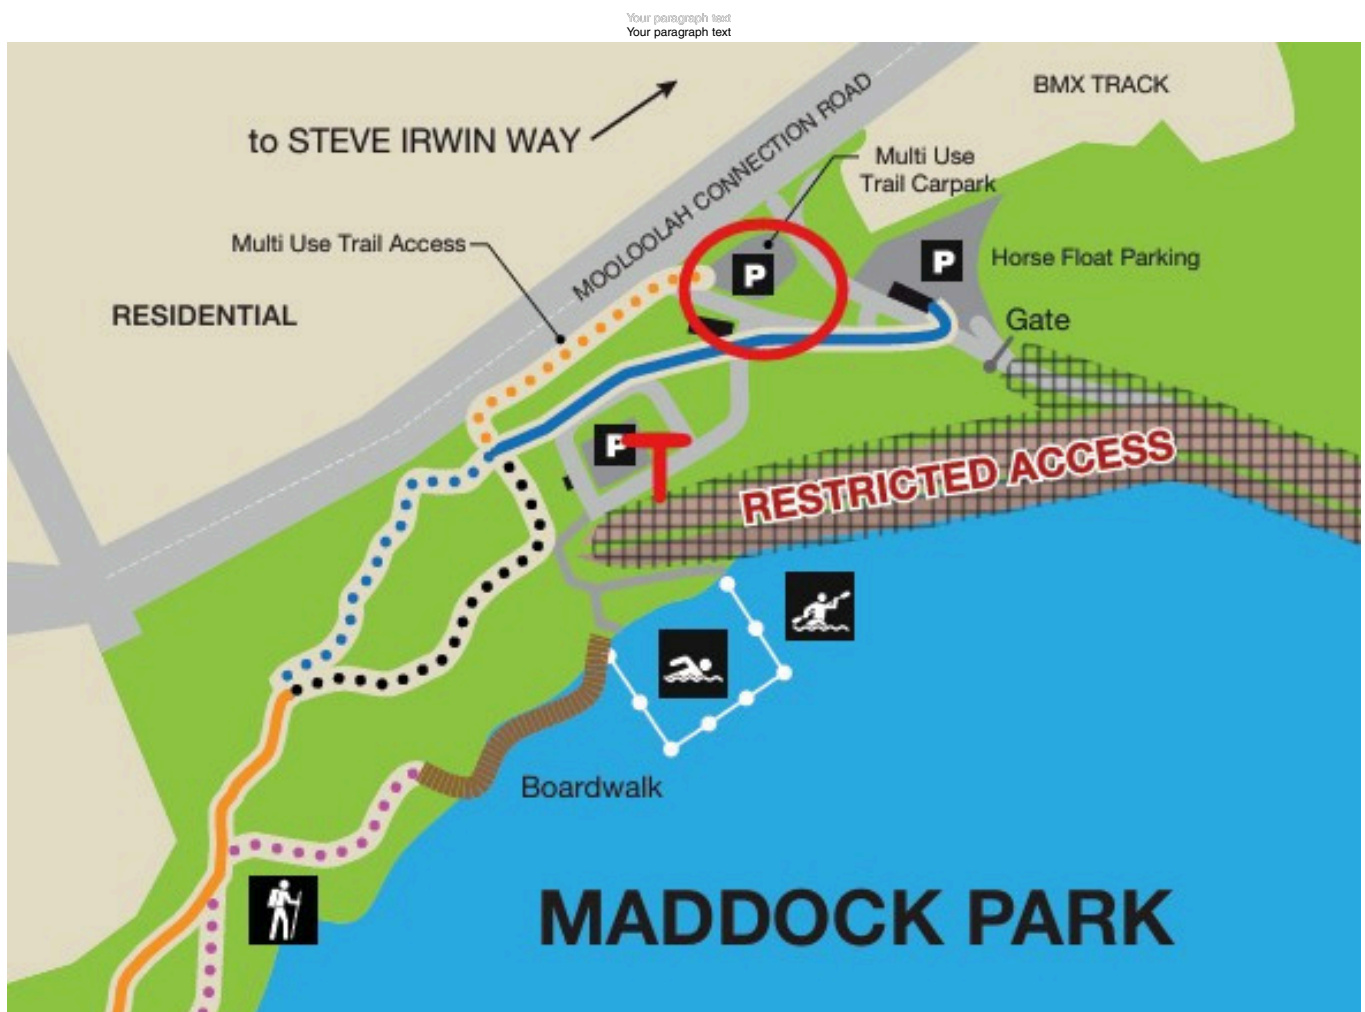 Your paragraph text
Your paragraph text
BMX TRACK
to STEVE IRWIN WAY
MOOLOOLAH CONNECTION ROAD
Multi Use
Trail Carpark
Multi Use Trail Access
P
P
Horse Float Parking
RESIDENTIAL
Gate
P
T
RESTRICTED ACCESS
Boardwalk
MADDOCK PARK